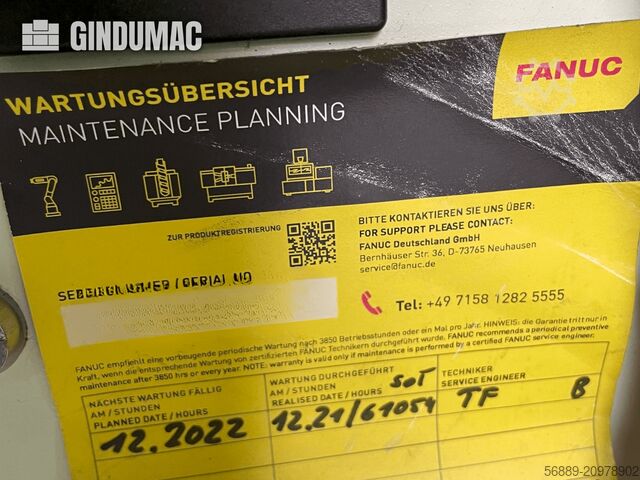 GINDUMAC
FANUC
WARTUNGSÜBERSICHT
MAINTENANCE PLANNING
ZUR PRODUKTREGISTRIERUNG
BITTE KONTAKTIEREN SIE UNS ÜBER:
FOR SUPPORT PLEASE CONTACT:
FANUC Deutschland GmbH
Bernhäuser Str. 36, D-73765 Neuhausen
service@fanuc.de
Tel: +49 7158 1282 5555
FANUC empfiehlt eine vorbeugende periodische Wartung nach 3850 Betriebsstunden oder ein Mal pro Jahr. HINWEIS: die Garantie tritt nur in
Kraft, wenn die entsprechende Wartung von zertifizierten FANUC Technikern durchgeführt wurde. FANUC recommends a periodical preventive
maintenance after 3850 hrs or every year. NOTE: warranty is valid only if maintenance is performed by a certified FANUC service engineer.
NÄCHSTE WARTUNG FÄLLIG
AM / STUNDEN
PLANNED DATE / HOURS
WARTUNG DURCHGEFÜHRT
AM / STUNDEN
REALISED DATE / HOURS
TECHNIKER
SERVICE ENGINEER
12.2022
12.21/61054
TF
B
56889-20978902